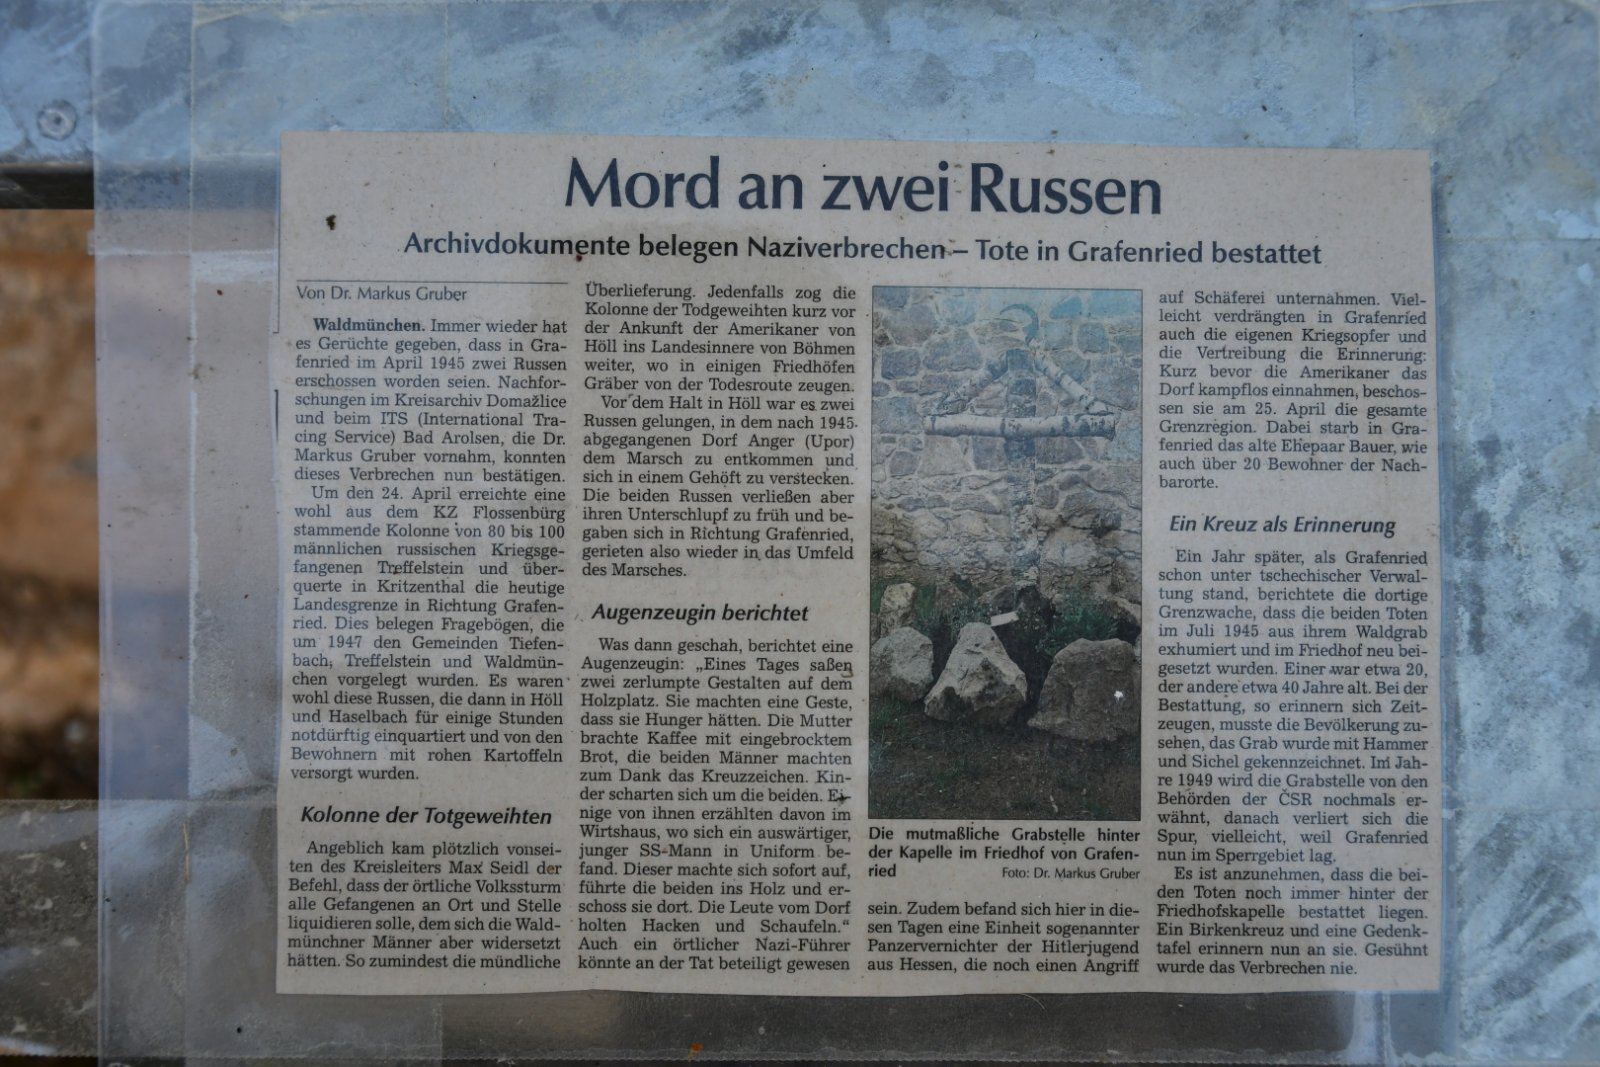 Mord an zwei Russen
Archivdokumente belegen Naziverbrechen – Tote in Grafenried bestattet
Von Dr. Markus Gruber
Waldmünchen. Immer wieder hat
es Gerüchte gegeben, dass in Gra-
fenried im April 1945 zwei Russen
erschossen worden seien. Nachfor-
schungen im Kreisarchiv Domažlice
und beim ITS (International Tra-
cing Service) Bad Arolsen, die Dr.
Markus Gruber vornahm, konnten
dieses Verbrechen nun bestätigen.
Um den 24. April erreichte eine
wohl aus dem KZ Flossenbürg
stammende Kolonne von 80 bis 100
männlichen russischen Kriegsge-
fangenen Treffelstein und über-
querte in Kritzenthal die heutige
Landesgrenze in Richtung Grafen-
ried. Dies belegen Fragebögen, die
um 1947 den Gemeinden Tiefen-
bach, Treffelstein und Waldmün-
chen vorgelegt wurden. Es waren
wohl diese Russen, die dann in Höll
und Haselbach für einige Stunden
notdürftig einquartiert und von den
Bewohnern mit rohen Kartoffeln
versorgt wurden.
Kolonne der Totgeweihten
Angeblich kam plötzlich vonsei-
ten des Kreisleiters Max Seidl der
Befehl, dass der örtliche Volkssturm
alle Gefangenen an Ort und Stelle
liquidieren solle, dem sich die Wald-
münchner Männer aber widersetzt
hätten. So zumindest die mündliche
Überlieferung. Jedenfalls zog die
Kolonne der Todgeweihten kurz vor
der Ankunft der Amerikaner von
Höll ins Landesinnere von Böhmen
weiter, wo in einigen Friedhöfen
Gräber von der Todesroute zeugen.
Vor dem Halt in Höll war es zwei
Russen gelungen, in dem nach 1945
abgegangenen Dorf Anger (Upor)
dem Marsch zu entkommen und
sich in einem Gehöft zu verstecken.
Die beiden Russen verließen aber
ihren Unterschlupf zu früh und be-
gaben sich in Richtung Grafenried,
gerieten also wieder in das Umfeld
des Marsches.
Augenzeugin berichtet
Was dann geschah, berichtet eine
Augenzeugin: „Eines Tages saßen
zwei zerlumpte Gestalten auf dem
Holzplatz. Sie machten eine Geste,
dass sie Hunger hätten. Die Mutter
brachte Kaffee mit eingebrocktem
Brot, die beiden Männer machten
zum Dank das Kreuzzeichen. Kin-
der scharten sich um die beiden. Ei-
nige von ihnen erzählten davon im
Wirtshaus, wo sich ein auswärtiger,
junger SS-Mann in Uniform be-
fand. Dieser machte sich sofort auf,
führte die beiden ins Holz und er-
schoss sie dort. Die Leute vom Dorf
holten Hacken und Schaufeln.“
Auch ein örtlicher Nazi-Führer
könnte an der Tat beteiligt gewesen
Die mutmaßliche Grabstelle hinter
der Kapelle im Friedhof von Grafen-
ried Foto: Dr. Markus Gruber
sein. Zudem befand sich hier in die-
sen Tagen eine Einheit sogenannter
Panzervernichter der Hitlerjugend
aus Hessen, die noch einen Angriff
auf Schäferei unternahmen. Viel-
leicht verdrängten in Grafenried
auch die eigenen Kriegsopfer und
die Vertreibung die Erinnerung:
Kurz bevor die Amerikaner das
Dorf kampflos einnahmen, beschos-
sen sie am 25. April die gesamte
Grenzregion. Dabei starb in Gra-
fenried das alte Ehepaar Bauer, wie
auch über 20 Bewohner der Nach-
barorte.
Ein Kreuz als Erinnerung
Ein Jahr später, als Grafenried
schon unter tschechischer Verwal-
tung stand, berichtete die dortige
Grenzwache, dass die beiden Toten
im Juli 1945 aus ihrem Waldgrab
exhumiert und im Friedhof neu bei-
gesetzt wurden. Einer war etwa 20,
der andere etwa 40 Jahre alt. Bei der
Bestattung, so erinnern sich Zeit-
zeugen, musste die Bevölkerung zu-
sehen, das Grab wurde mit Hammer
und Sichel gekennzeichnet. Im Jah-
re 1949 wird die Grabstelle von den
Behörden der ČSR nochmals er-
wähnt, danach verliert sich die
Spur, vielleicht, weil Grafenried
nun im Sperrgebiet lag.
Es ist anzunehmen, dass die bei-
den Toten noch immer hinter der
Friedhofskapelle bestattet liegen.
Ein Birkenkreuz und eine Gedenk-
tafel erinnern nun an sie. Gesühnt
wurde das Verbrechen nie.